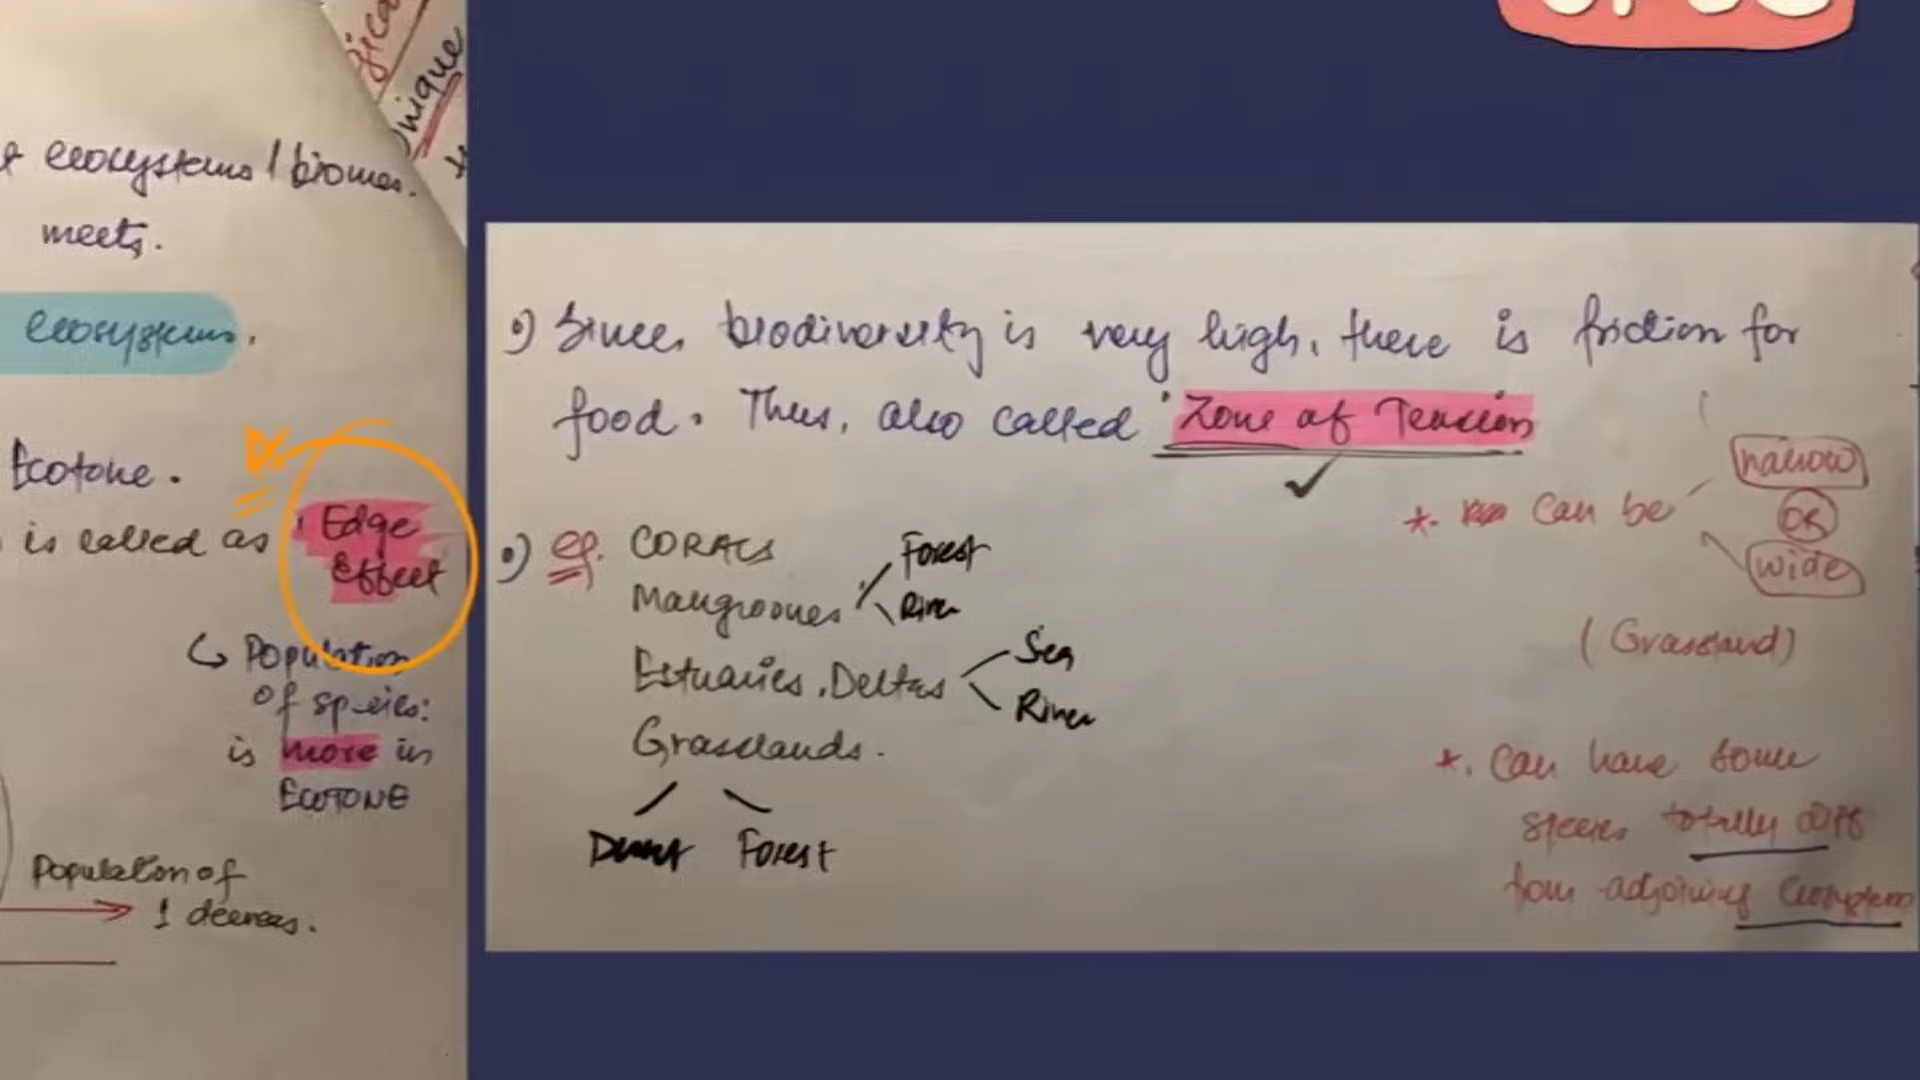 unique
ecosystems / biomes.
meets.
ecosystems.
Ecotone.
is called as 'Edge
Effect
Population
of species:
is more in
ECOTONE
Population of
1 decreases.
Since, biodiversity is very high, there is friction for
food. Thus, also called 'Zone of Tension
eg. CORALS
Mangroves
Forest
River
Estuaries, Deltas
Sea
River
Grasslands.
Desert Forest
*. can be
narrow
OR
wide
(Grassland)
*. can have some
species totally diff
from adjoining ecosystem